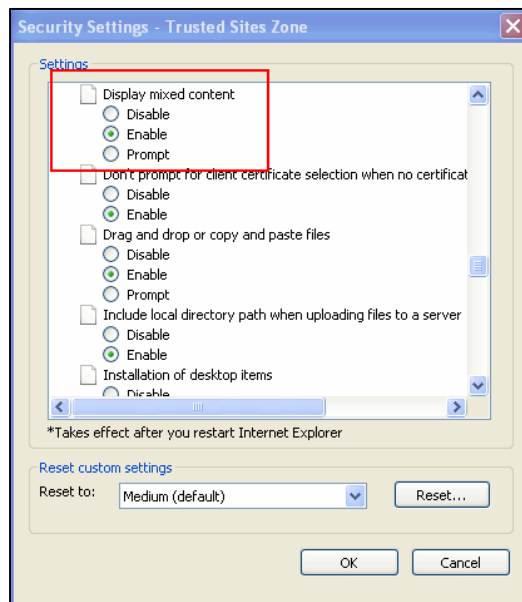 Security Settings - Trusted Sites Zone
Settings
Display mixed content
Disable
Enable
Prompt
Don't prompt for client certificate selection when no certificat
Disable
Enable
Drag and drop or copy and paste files
Disable
Enable
Prompt
Include local directory path when uploading files to a server
Disable
Enable
Installation of desktop items
Disable
*Takes effect after you restart Internet Explorer
Reset custom settings
Reset to: Medium (default) Reset...
OK Cancel